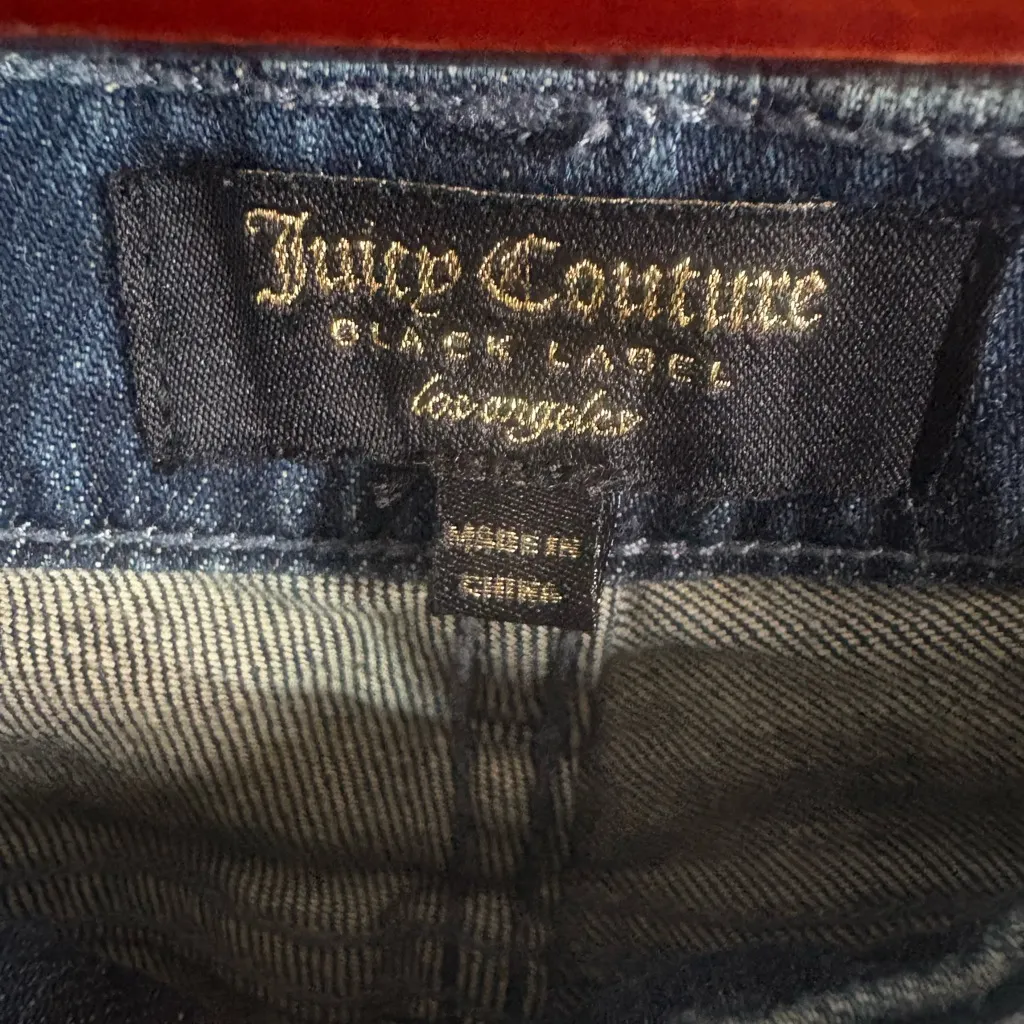 Juicy Couture
BLACK LABEL
los angeles
MADE IN
CHINA